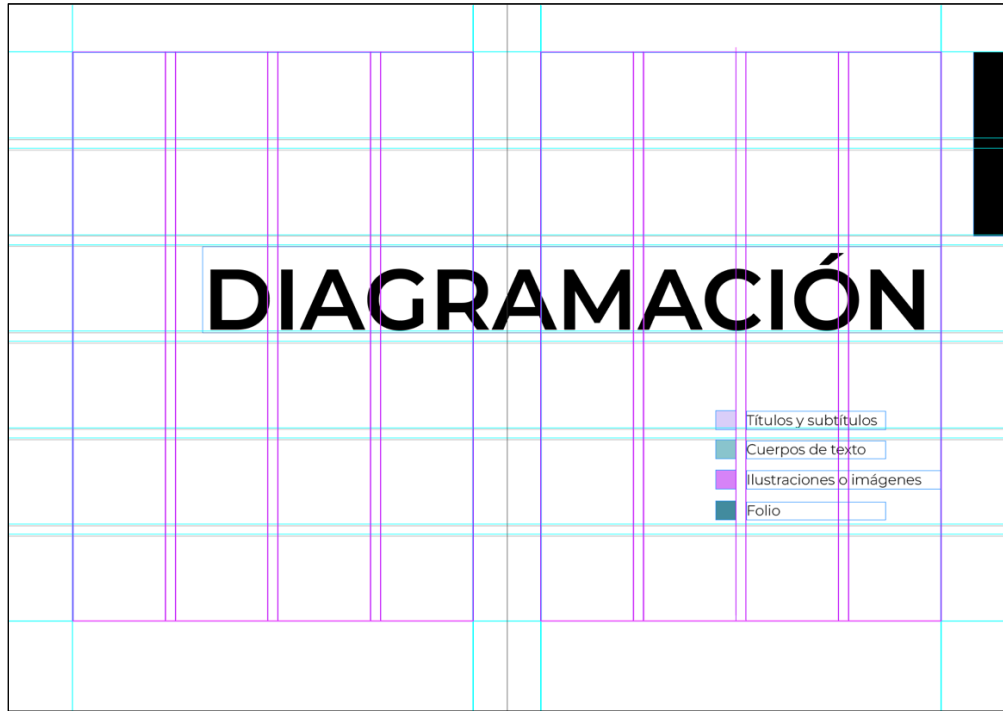 DIAGRAMACIÓN
Títulos y subtítulos
Cuerpos de texto
Ilustraciones o imágenes
Folio